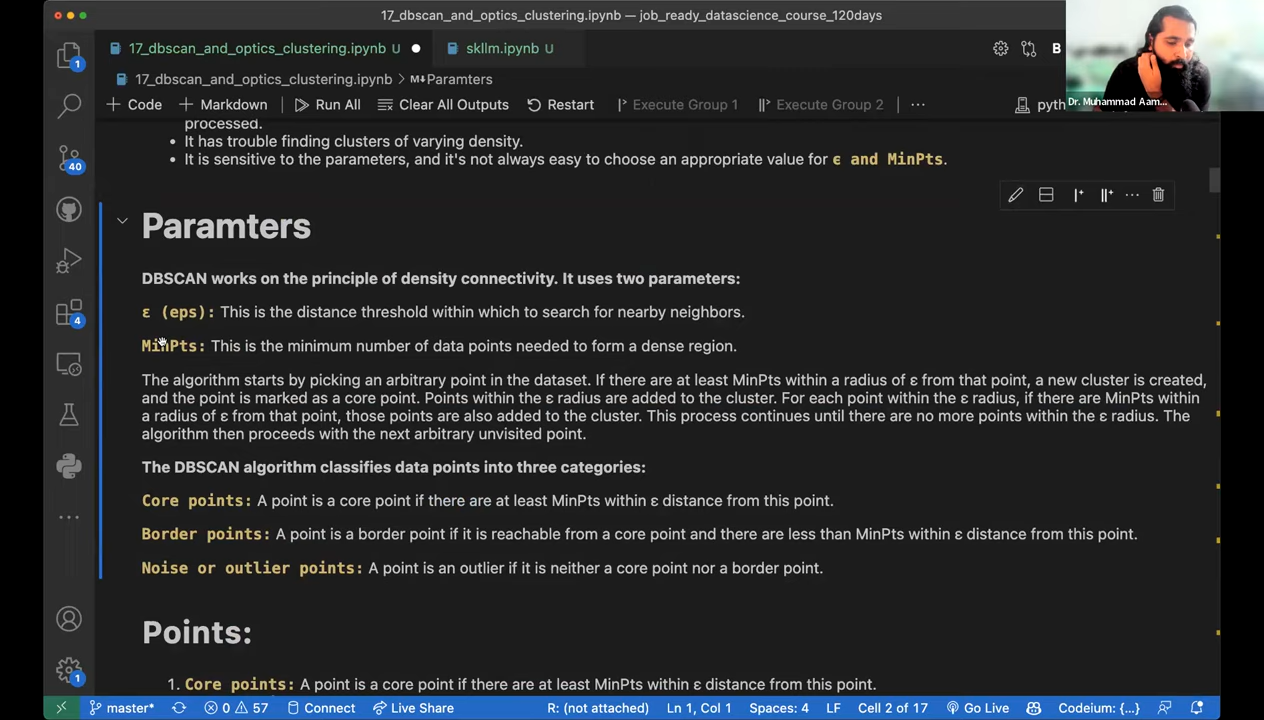 17_dbscan_and_optics_clustering.ipynb — job_ready_datascience_course_120days
17_dbscan_and_optics_clustering.ipynb U
skllm.ipynb U
B
17_dbscan_and_optics_clustering.ipynb > M↓Paramters
+ Code + Markdown Run All Clear All Outputs Restart Execute Group 1 Execute Group 2 ... pyth
Dr. Muhammad Aam...
processed.
• It has trouble finding clusters of varying density.
• It is sensitive to the parameters, and it's not always easy to choose an appropriate value for ϵ and MinPts.
Paramters
DBSCAN works on the principle of density connectivity. It uses two parameters:
ε (eps): This is the distance threshold within which to search for nearby neighbors.
MinPts: This is the minimum number of data points needed to form a dense region.
The algorithm starts by picking an arbitrary point in the dataset. If there are at least MinPts within a radius of ε from that point, a new cluster is created,
and the point is marked as a core point. Points within the ε radius are added to the cluster. For each point within the ε radius, if there are MinPts within
a radius of ε from that point, those points are also added to the cluster. This process continues until there are no more points within the ε radius. The
algorithm then proceeds with the next arbitrary unvisited point.
The DBSCAN algorithm classifies data points into three categories:
Core points: A point is a core point if there are at least MinPts within ε distance from this point.
Border points: A point is a border point if it is reachable from a core point and there are less than MinPts within ε distance from this point.
Noise or outlier points: A point is an outlier if it is neither a core point nor a border point.
Points:
1. Core points: A point is a core point if there are at least MinPts within ε distance from this point.
1
40
4
1
master* 0 57 Connect Live Share R: (not attached) Ln 1, Col 1 Spaces: 4 LF Cell 2 of 17 Go Live Codeium: {...}